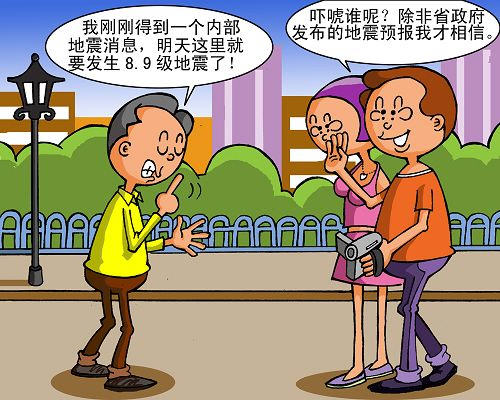 我刚刚得到一个内部
地震消息，明天这里就
要发生 8.9 级地震了！
吓唬谁呢？除非省政府
发布的地震预报我才相信。